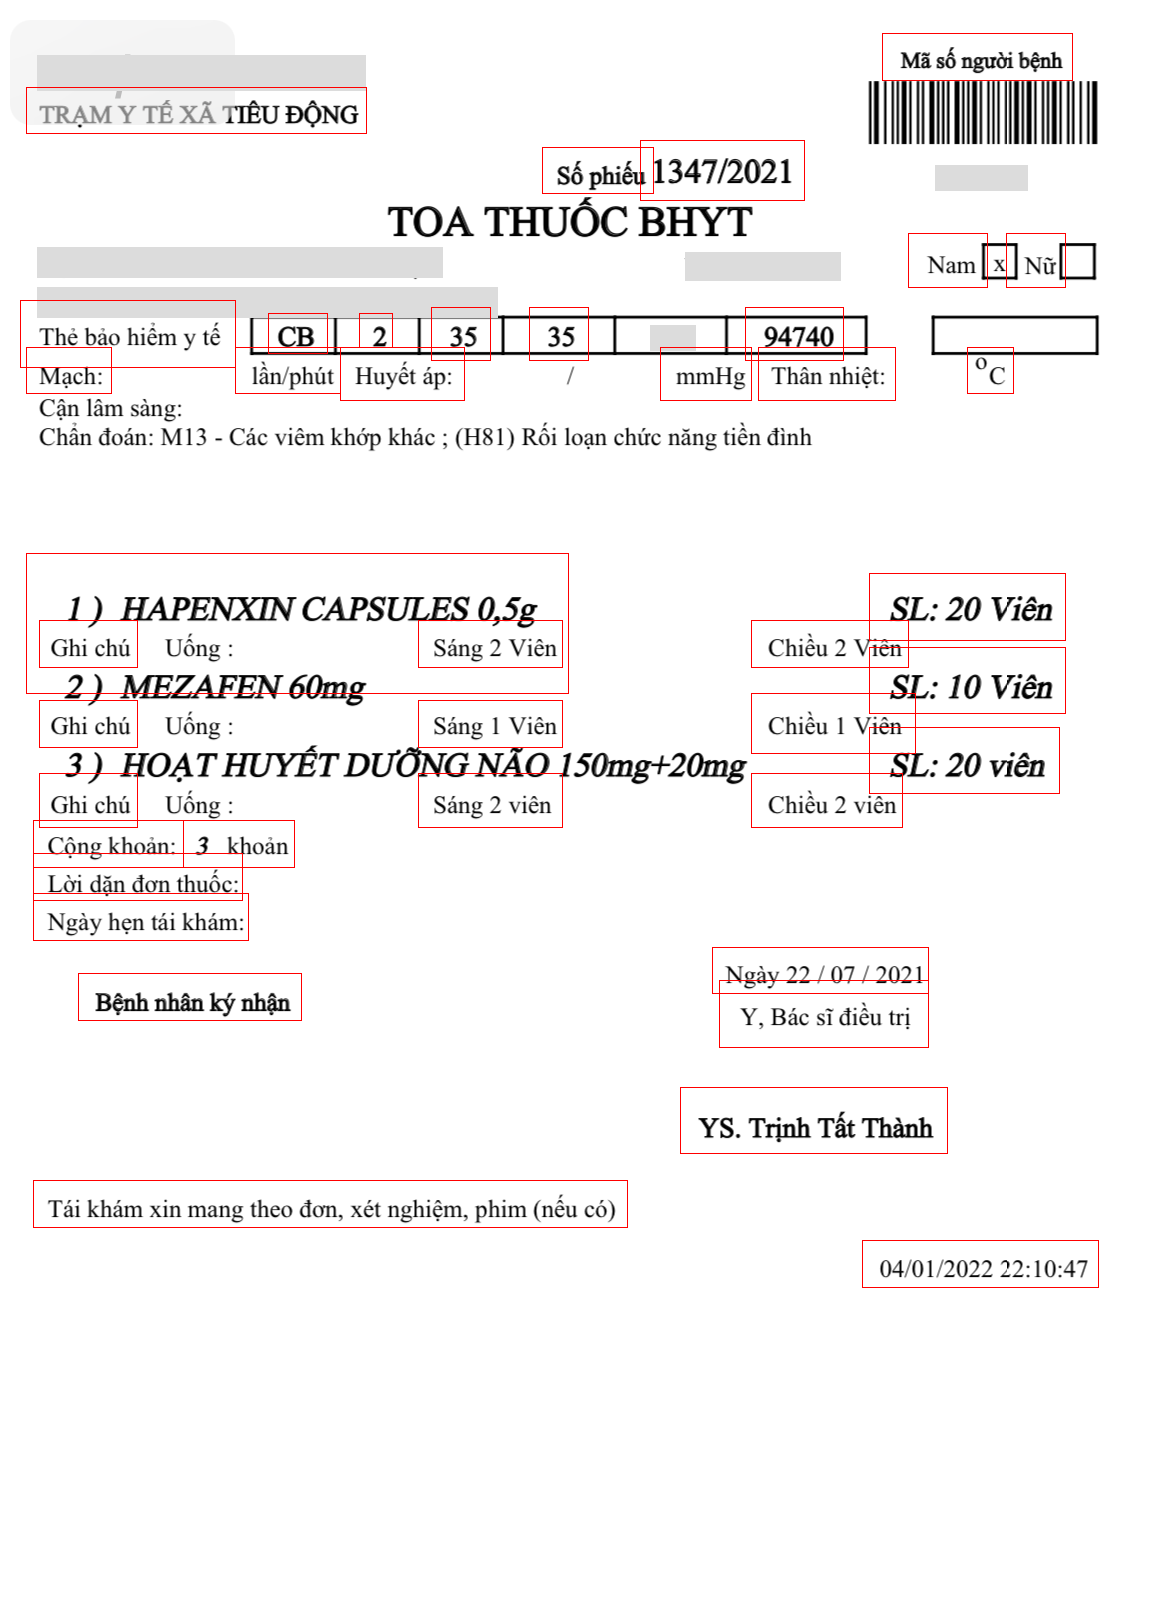 Mã số người bệnh
TRẠM Y TẾ XÃ TIÊU ĐỘNG
Số phiếu 1347/2021
TOA THUỐC BHYT
Nam x Nữ
Thẻ bảo hiểm y tế CB 2 35 35 94740
Mạch: lần/phút Huyết áp: / mmHg Thân nhiệt: oC
Cận lâm sàng:
Chẩn đoán: M13 - Các viêm khớp khác ; (H81) Rối loạn chức năng tiền đình
1 ) HAPENXIN CAPSULES 0,5g SL: 20 Viên
Ghi chú Uống : Sáng 2 Viên Chiều 2 Viên
2 ) MEZAFEN 60mg SL: 10 Viên
Ghi chú Uống : Sáng 1 Viên Chiều 1 Viên
3 ) HOẠT HUYẾT DƯỠNG NÃO 150mg+20mg SL: 20 viên
Ghi chú Uống : Sáng 2 viên Chiều 2 viên
Cộng khoản: 3 khoản
Lời dặn đơn thuốc:
Ngày hẹn tái khám:
Ngày 22 / 07 / 2021
Bệnh nhân ký nhận
Y, Bác sĩ điều trị
YS. Trịnh Tất Thành
Tái khám xin mang theo đơn, xét nghiệm, phim (nếu có)
04/01/2022 22:10:47